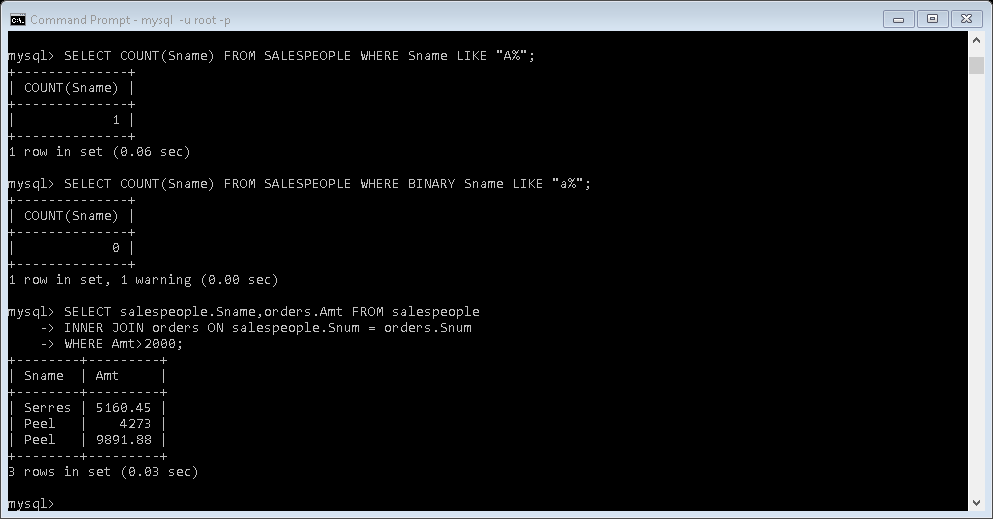 Command Prompt - mysql  -u root -p
mysql> SELECT COUNT(Sname) FROM SALESPEOPLE WHERE Sname LIKE "A%";
+--------------+
| COUNT(Sname) |
+--------------+
|            1 |
+--------------+
1 row in set (0.06 sec)
mysql> SELECT COUNT(Sname) FROM SALESPEOPLE WHERE BINARY Sname LIKE "a%";
+--------------+
| COUNT(Sname) |
+--------------+
|            0 |
+--------------+
1 row in set, 1 warning (0.00 sec)
mysql> SELECT salespeople.Sname,orders.Amt FROM salespeople
    -> INNER JOIN orders ON salespeople.Snum = orders.Snum
    -> WHERE Amt>2000;
+--------+---------+
| Sname  | Amt     |
+--------+---------+
| Serres | 5160.45 |
| Peel   |    4273 |
| Peel   | 9891.88 |
+--------+---------+
3 rows in set (0.03 sec)
mysql>